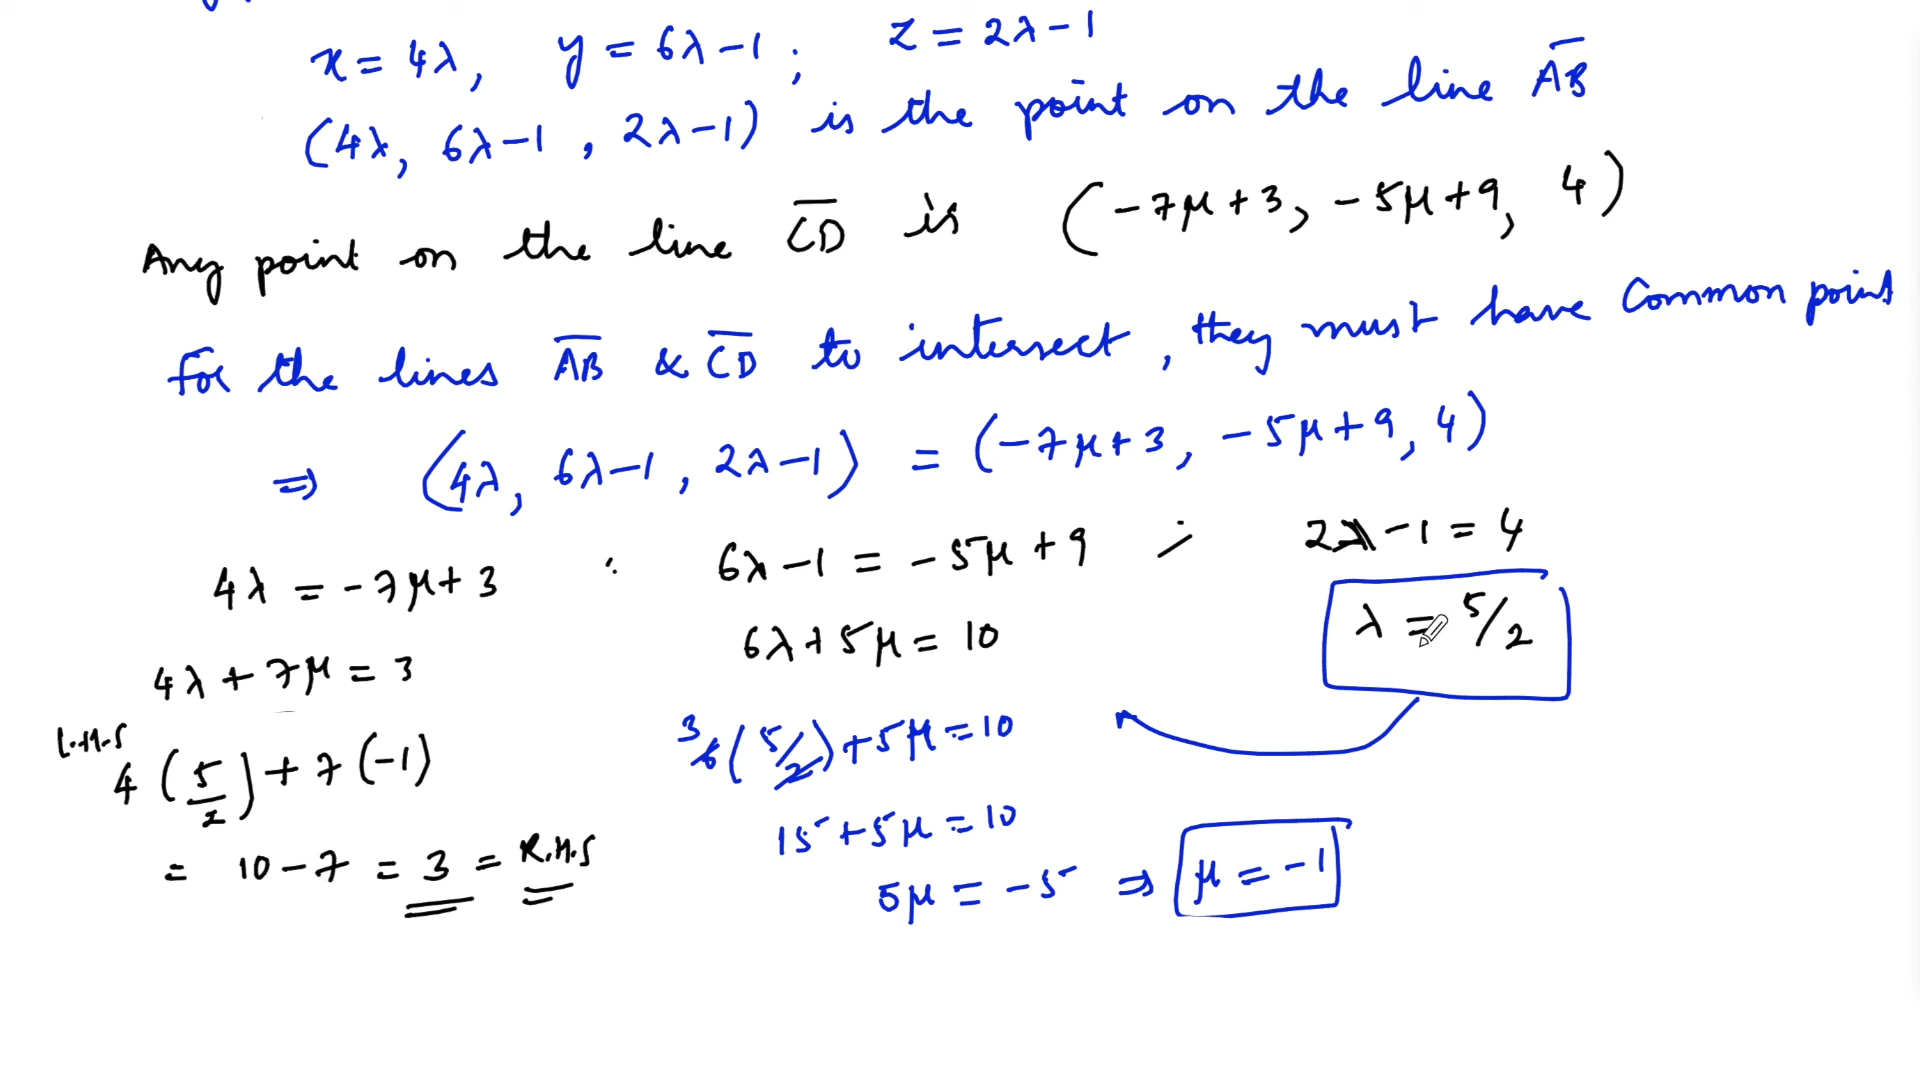 x = 4λ, y = 6λ-1 ; z = 2λ-1
(4λ, 6λ-1 , 2λ-1) is the point on the line AB
Any point on the line CD is (-7μ+3, -5μ+9, 4)
for the lines AB & CD to intersect, they must have Common point
⇒ (4λ, 6λ-1, 2λ-1) = (-7μ+3, -5μ+9, 4)
4λ = -7μ+3 : 6λ-1 = -5μ+9 ; 2λ-1 = 4
4λ+7μ = 3 6λ+5μ = 10 λ = 5/2
L.H.S 4(5/2)+7(-1) 3 6(5/2)+5μ = 10
= 10-7 = 3 = R.H.S 15+5μ = 10
5μ = -5 ⇒ μ = -1